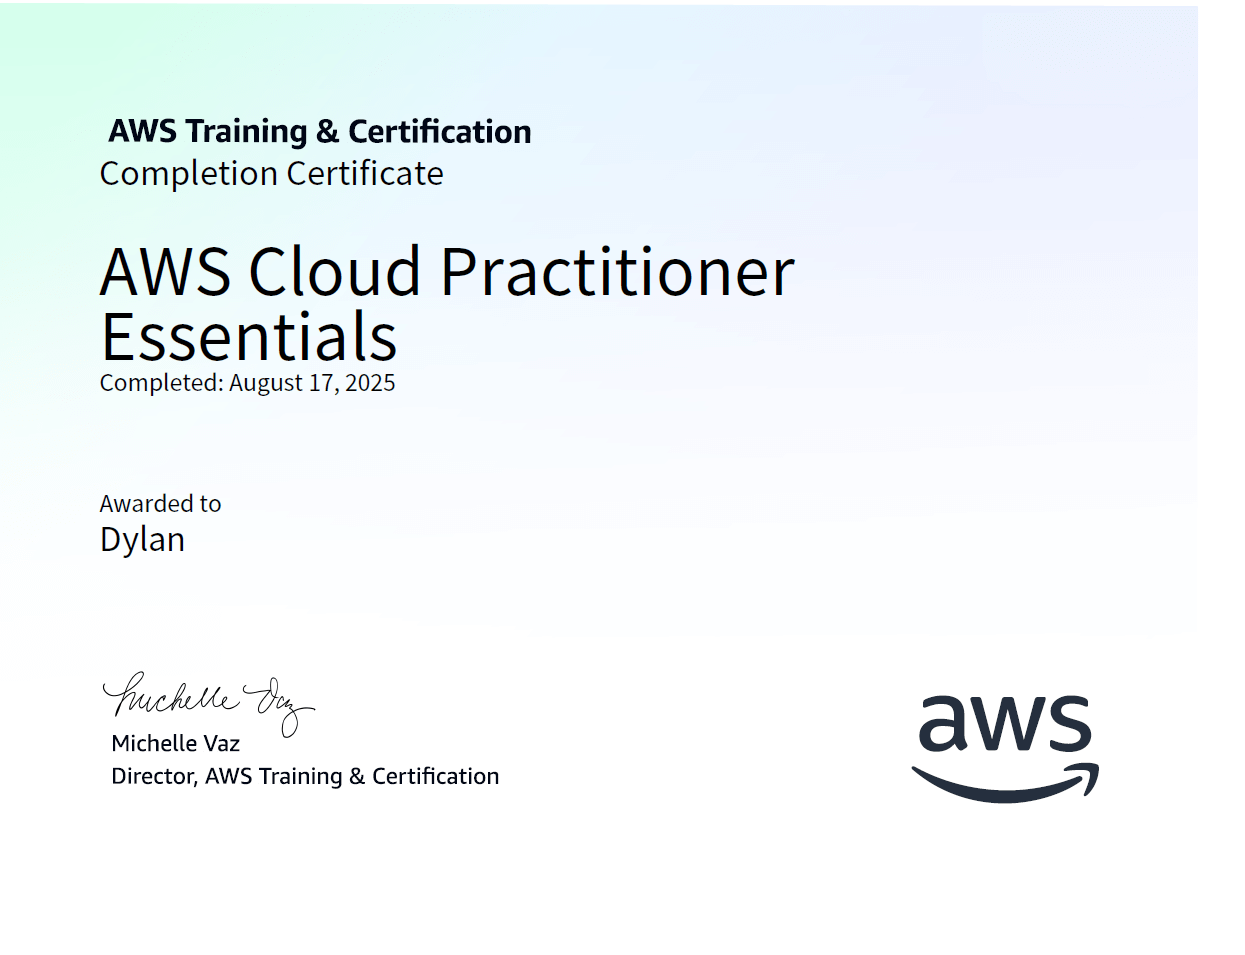 AWS Training & Certification
Completion Certificate
AWS Cloud Practitioner
Essentials
Completed: August 17, 2025
Awarded to
Dylan
Michelle Vaz
Michelle Vaz
Director, AWS Training & Certification
aws